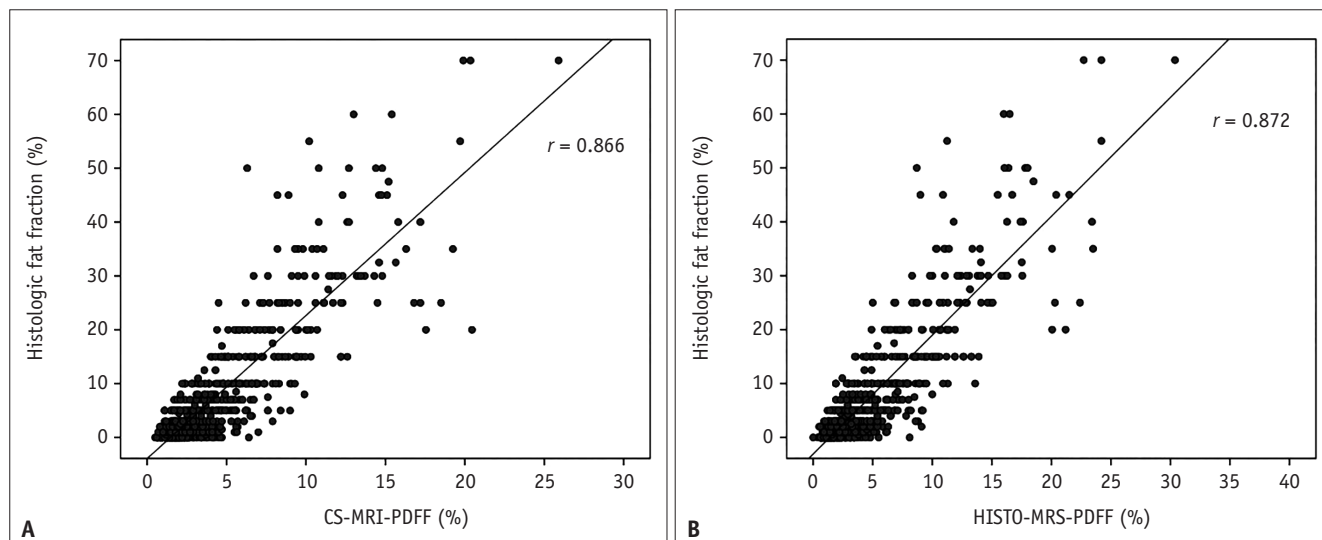 Histologic fat fraction (%)
70
60
50
40
30
20
10
0
r = 0.866
0 5 10 15 20 25 30
CS-MRI-PDFF (%)
A
Histologic fat fraction (%)
70
60
50
40
30
20
10
0
r = 0.872
0 5 10 15 20 25 30 35 40
HISTO-MRS-PDFF (%)
B